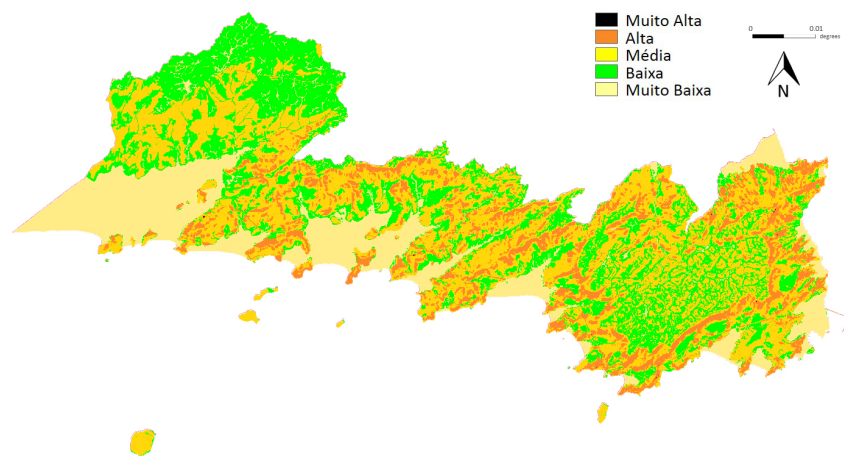 Muito Alta
Alta
Média
Baixa
Muito Baixa
0 0.01
degrees
N